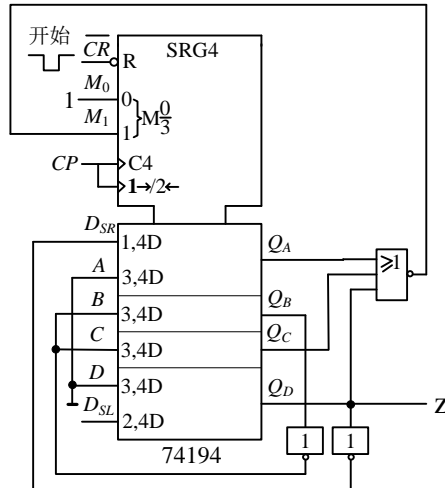 开始
CR
R
SRG4
M0
1
0
M 0/3
M1
1
CP
C4
1→/2←
DSR
1,4D
QA
≥1
A
3,4D
B
3,4D
QB
C
3,4D
QC
D
3,4D
QD
Z
DSL
2,4D
1
1
74194